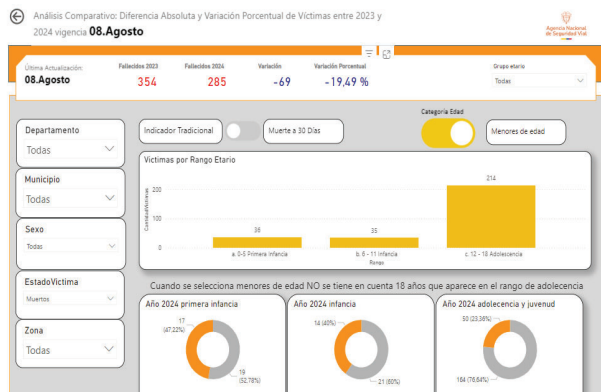 Análisis Comparativo: Diferencia Absoluta y Variación Porcentual de Víctimas entre 2023 y
2024 vigencia 08.Agosto
Agencia Nacional
de Seguridad Vial
Última Actualización:
08.Agosto
Fallecidos 2023
354
Fallecidos 2024
285
Variación
-69
Variación Porcentual
-19,49 %
Grupo etario
Todas
Departamento
Todas
Municipio
Todas
Sexo
Todas
EstadoVictima
Muertos
Zona
Todas
Indicador Tradicional
Muerte a 30 Días
Categoría Edad
Menores de edad
Victimas por Rango Etario
CantidadVictimas
200
100
0
36
35
214
a. 0-5 Primera Infancia
b. 6 - 11 Infancia
c. 12 - 18 Adolescencia
Rango
Cuando se selecciona menores de edad NO se tiene en cuenta 18 años que aparece en el rango de adolecencia
Año 2024 primera infancia
17
(47,22%)
19
(52,78%)
Año 2024 infancia
14 (40%)
21 (60%)
Año 2024 adolecencia y juvenud
50 (23,36%)
164 (76,64%)